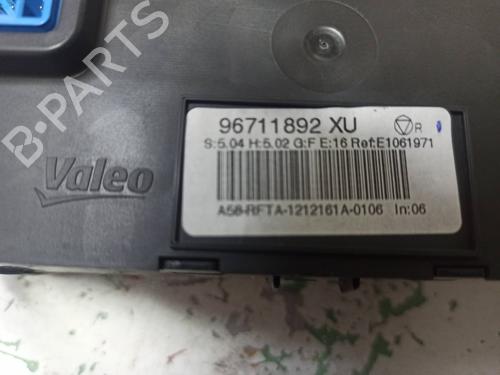 B-PARTS
96711892 XU
R
S:5.04 H:5.02 G:F E:16 Ref:E1061971
Valeo
A58-RFTA-1212161A-0106 In:06